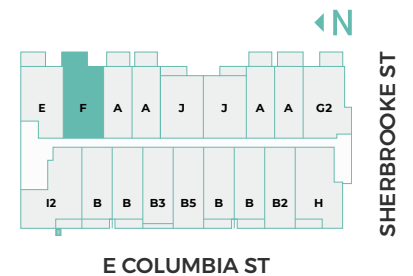 N
E F A A J J A A G2
I2 B B B3 B5 B B B2 H
SHERBROOKE ST
E COLUMBIA ST